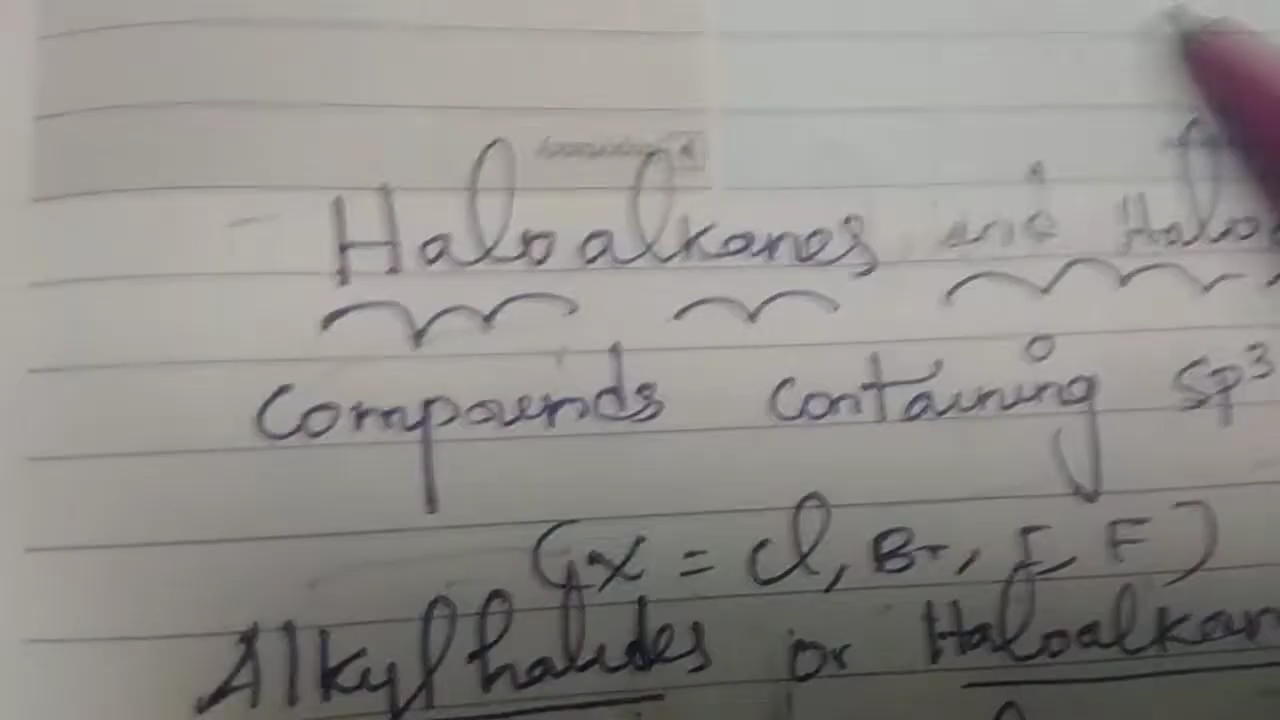 Haloalkanes and Halo
Compounds containing Sp³
(X = Cl, Br, I, F)
Alkyl halides or Haloalkan